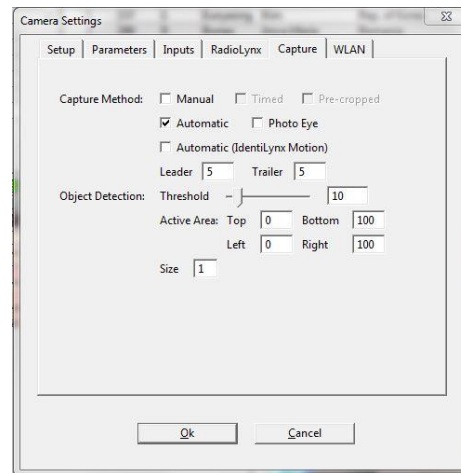 Camera Settings
Setup Parameters Inputs RadioLynx Capture WLAN
Capture Method: Manual Timed Pre-cropped
Automatic Photo Eye
Automatic (IdentiLynx Motion)
Leader 5 Trailer 5
Object Detection: Threshold 10
Active Area: Top 0 Bottom 100
Left 0 Right 100
Size 1
Ok Cancel